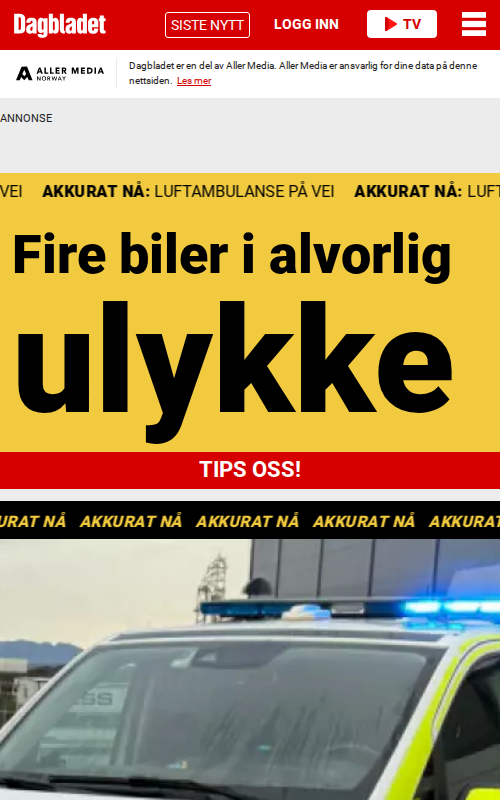 Dagbladet
SISTE NYTT
LOGG INN
TV
ALLER MEDIA
NORWAY
Dagbladet er en del av Aller Media. Aller Media er ansvarlig for dine data på denne
nettsiden. Les mer
ANNONSE
VEI AKKURAT NÅ: LUFTAMBULANSE PÅ VEI AKKURAT NÅ: LUFT
Fire biler i alvorlig
ulykke
TIPS OSS!
URAT NÅ AKKURAT NÅ AKKURAT NÅ AKKURAT NÅ AKKURAT